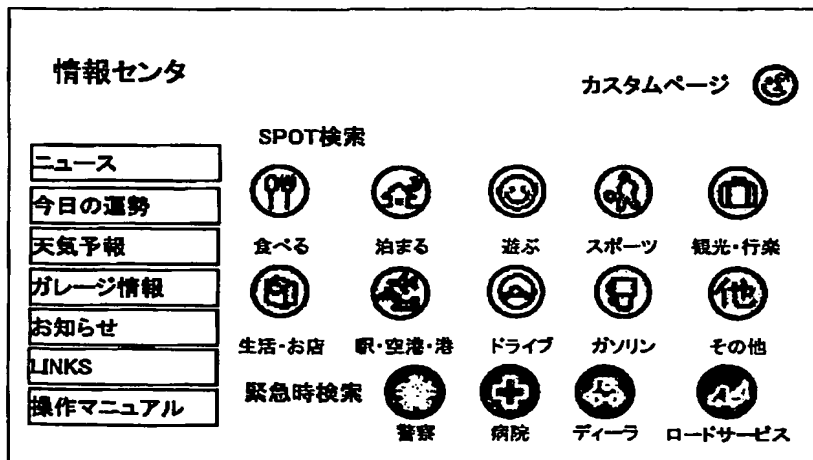 情報センタ
カスタムページ
SPOT検索
ニュース
今日の運勢
天気予報
ガレージ情報
お知らせ
LINKS
操作マニュアル
食べる 泊まる 遊ぶ スポーツ 観光・行楽
他
生活・お店 駅・空港・港 ドライブ ガソリン その他
緊急時検索
警察 病院 ディーラ ロードサービス